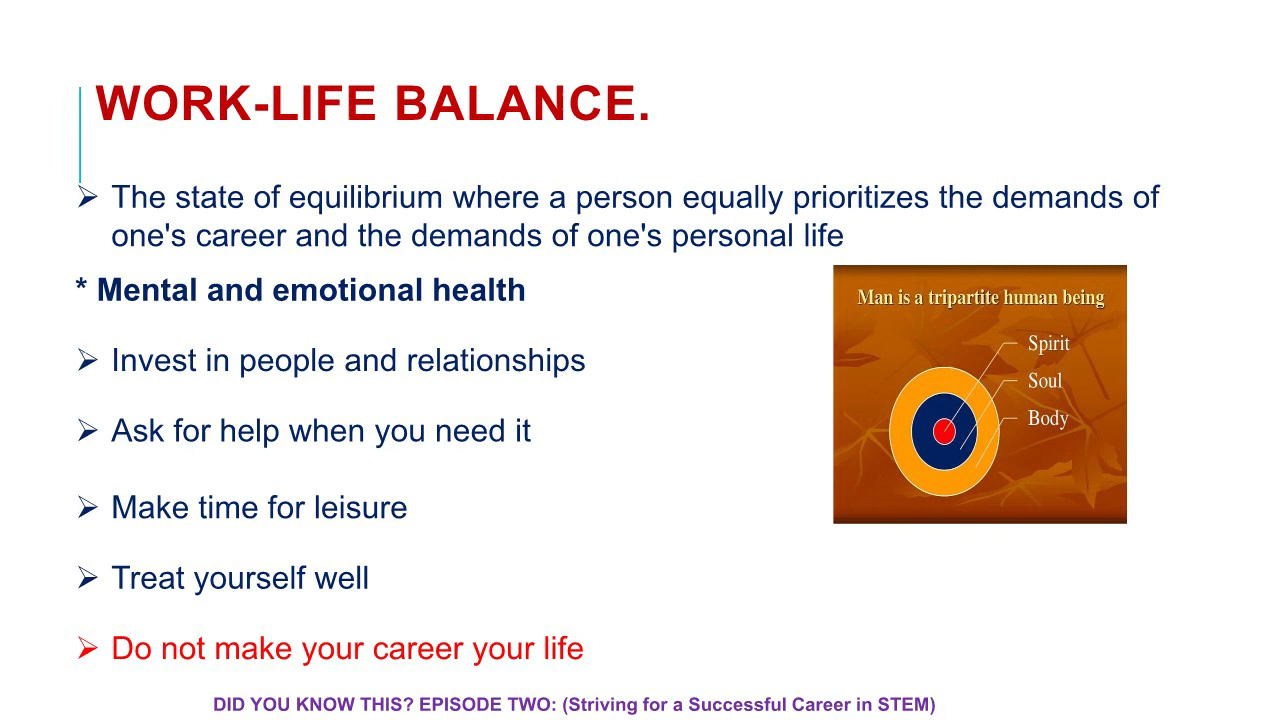 WORK-LIFE BALANCE.
➢ The state of equilibrium where a person equally prioritizes the demands of
one's career and the demands of one's personal life
* Mental and emotional health
➢ Invest in people and relationships
➢ Ask for help when you need it
➢ Make time for leisure
➢ Treat yourself well
➢ Do not make your career your life
Man is a tripartite human being
Spirit
Soul
Body
DID YOU KNOW THIS? EPISODE TWO: (Striving for a Successful Career in STEM)